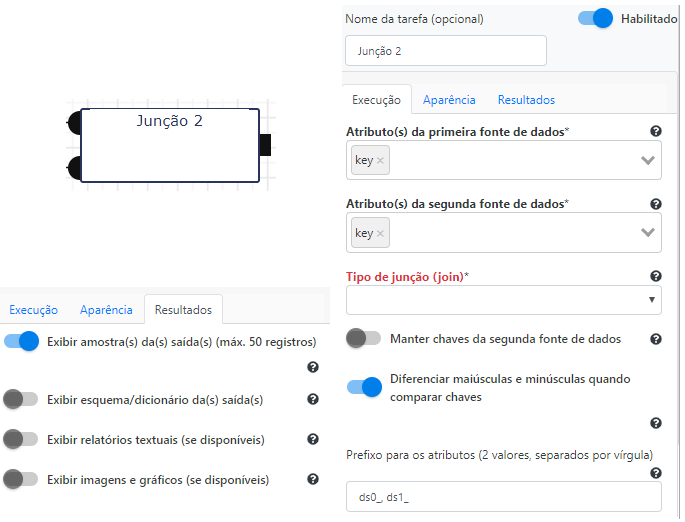 Junção 2
Execução
Aparência
Resultados
Exibir amostra(s) da(s) saída(s) (máx. 50 registros)
Exibir esquema/dicionário da(s) saída(s)
Exibir relatórios textuais (se disponíveis)
Exibir imagens e gráficos (se disponíveis)
Nome da tarefa (opcional)
Habilitado
Junção 2
Execução
Aparência
Resultados
Atributo(s) da primeira fonte de dados*
key ×
Atributo(s) da segunda fonte de dados*
key ×
Tipo de junção (join)*
Manter chaves da segunda fonte de dados
Diferenciar maiúsculas e minúsculas quando
comparar chaves
Prefixo para os atributos (2 valores, separados por vírgula)
ds0_, ds1_